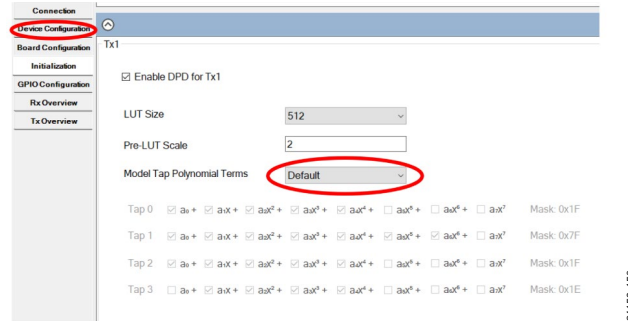 Connection
Device Configuration
Board Configuration
Initialization
GPIO Configuration
Rx Overview
Tx Overview
Tx1
Enable DPD for Tx1
LUT Size 512
Pre-LUT Scale 2
Model Tap Polynomial Terms Default
Tap 0 a₀ + a₁x + a₂x² + a₃x³ + a₄x⁴ + a₅x⁵ + a₆x⁶ + a₇x⁷ Mask: 0x1F
Tap 1 a₀ + a₁x + a₂x² + a₃x³ + a₄x⁴ + a₅x⁵ + a₆x⁶ + a₇x⁷ Mask: 0x7F
Tap 2 a₀ + a₁x + a₂x² + a₃x³ + a₄x⁴ + a₅x⁵ + a₆x⁶ + a₇x⁷ Mask: 0x1F
Tap 3 a₀ + a₁x + a₂x² + a₃x³ + a₄x⁴ + a₅x⁵ + a₆x⁶ + a₇x⁷ Mask: 0x1E